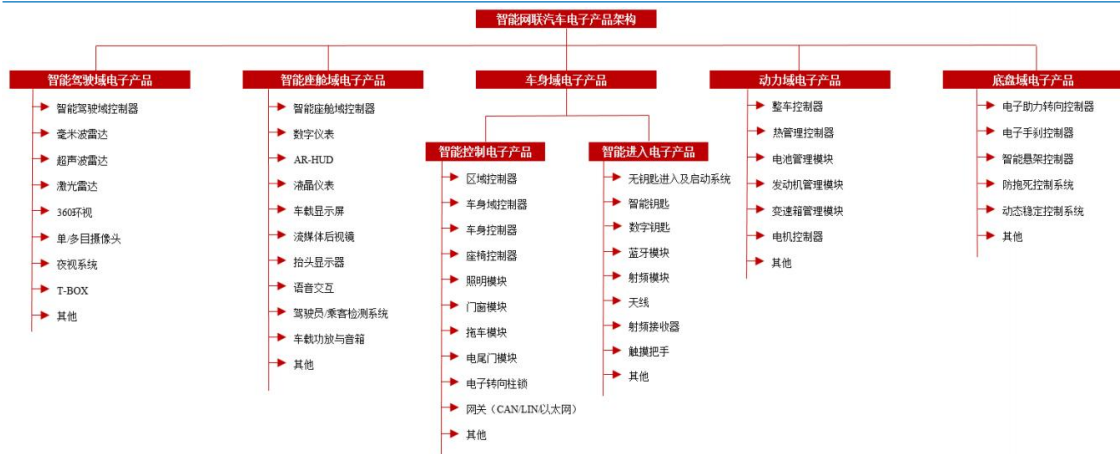 智能网联汽车电子产品架构
智能驾驶域电子产品
智能驾驶域控制器
毫米波雷达
超声波雷达
激光雷达
360环视
单/多目摄像头
夜视系统
T-BOX
其他
智能座舱域电子产品
智能座舱域控制器
数字仪表
AR-HUD
液晶仪表
车载显示屏
流媒体后视镜
抬头显示器
语音交互
驾驶员/乘客检测系统
车载功放与音箱
其他
车身域电子产品
智能控制电子产品
区域控制器
车身域控制器
车身控制器
座椅控制器
照明模块
门窗模块
拖车模块
电尾门模块
电子转向柱锁
网关（CAN/LIN/以太网）
其他
智能进入电子产品
无钥匙进入及启动系统
智能钥匙
数字钥匙
蓝牙模块
射频模块
天线
射频接收器
触摸把手
其他
动力域电子产品
整车控制器
热管理控制器
电池管理模块
发动机管理模块
变速箱管理模块
电机控制器
其他
底盘域电子产品
电子助力转向控制器
电子手刹控制器
智能悬架控制器
防拖死控制系统
动态稳定控制系统
其他